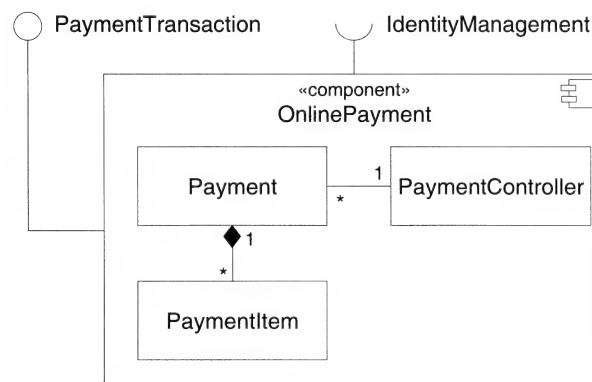 PaymentTransaction
IdentityManagement
«component»
OnlinePayment
Payment
1
*
PaymentController
1
*
PaymentItem